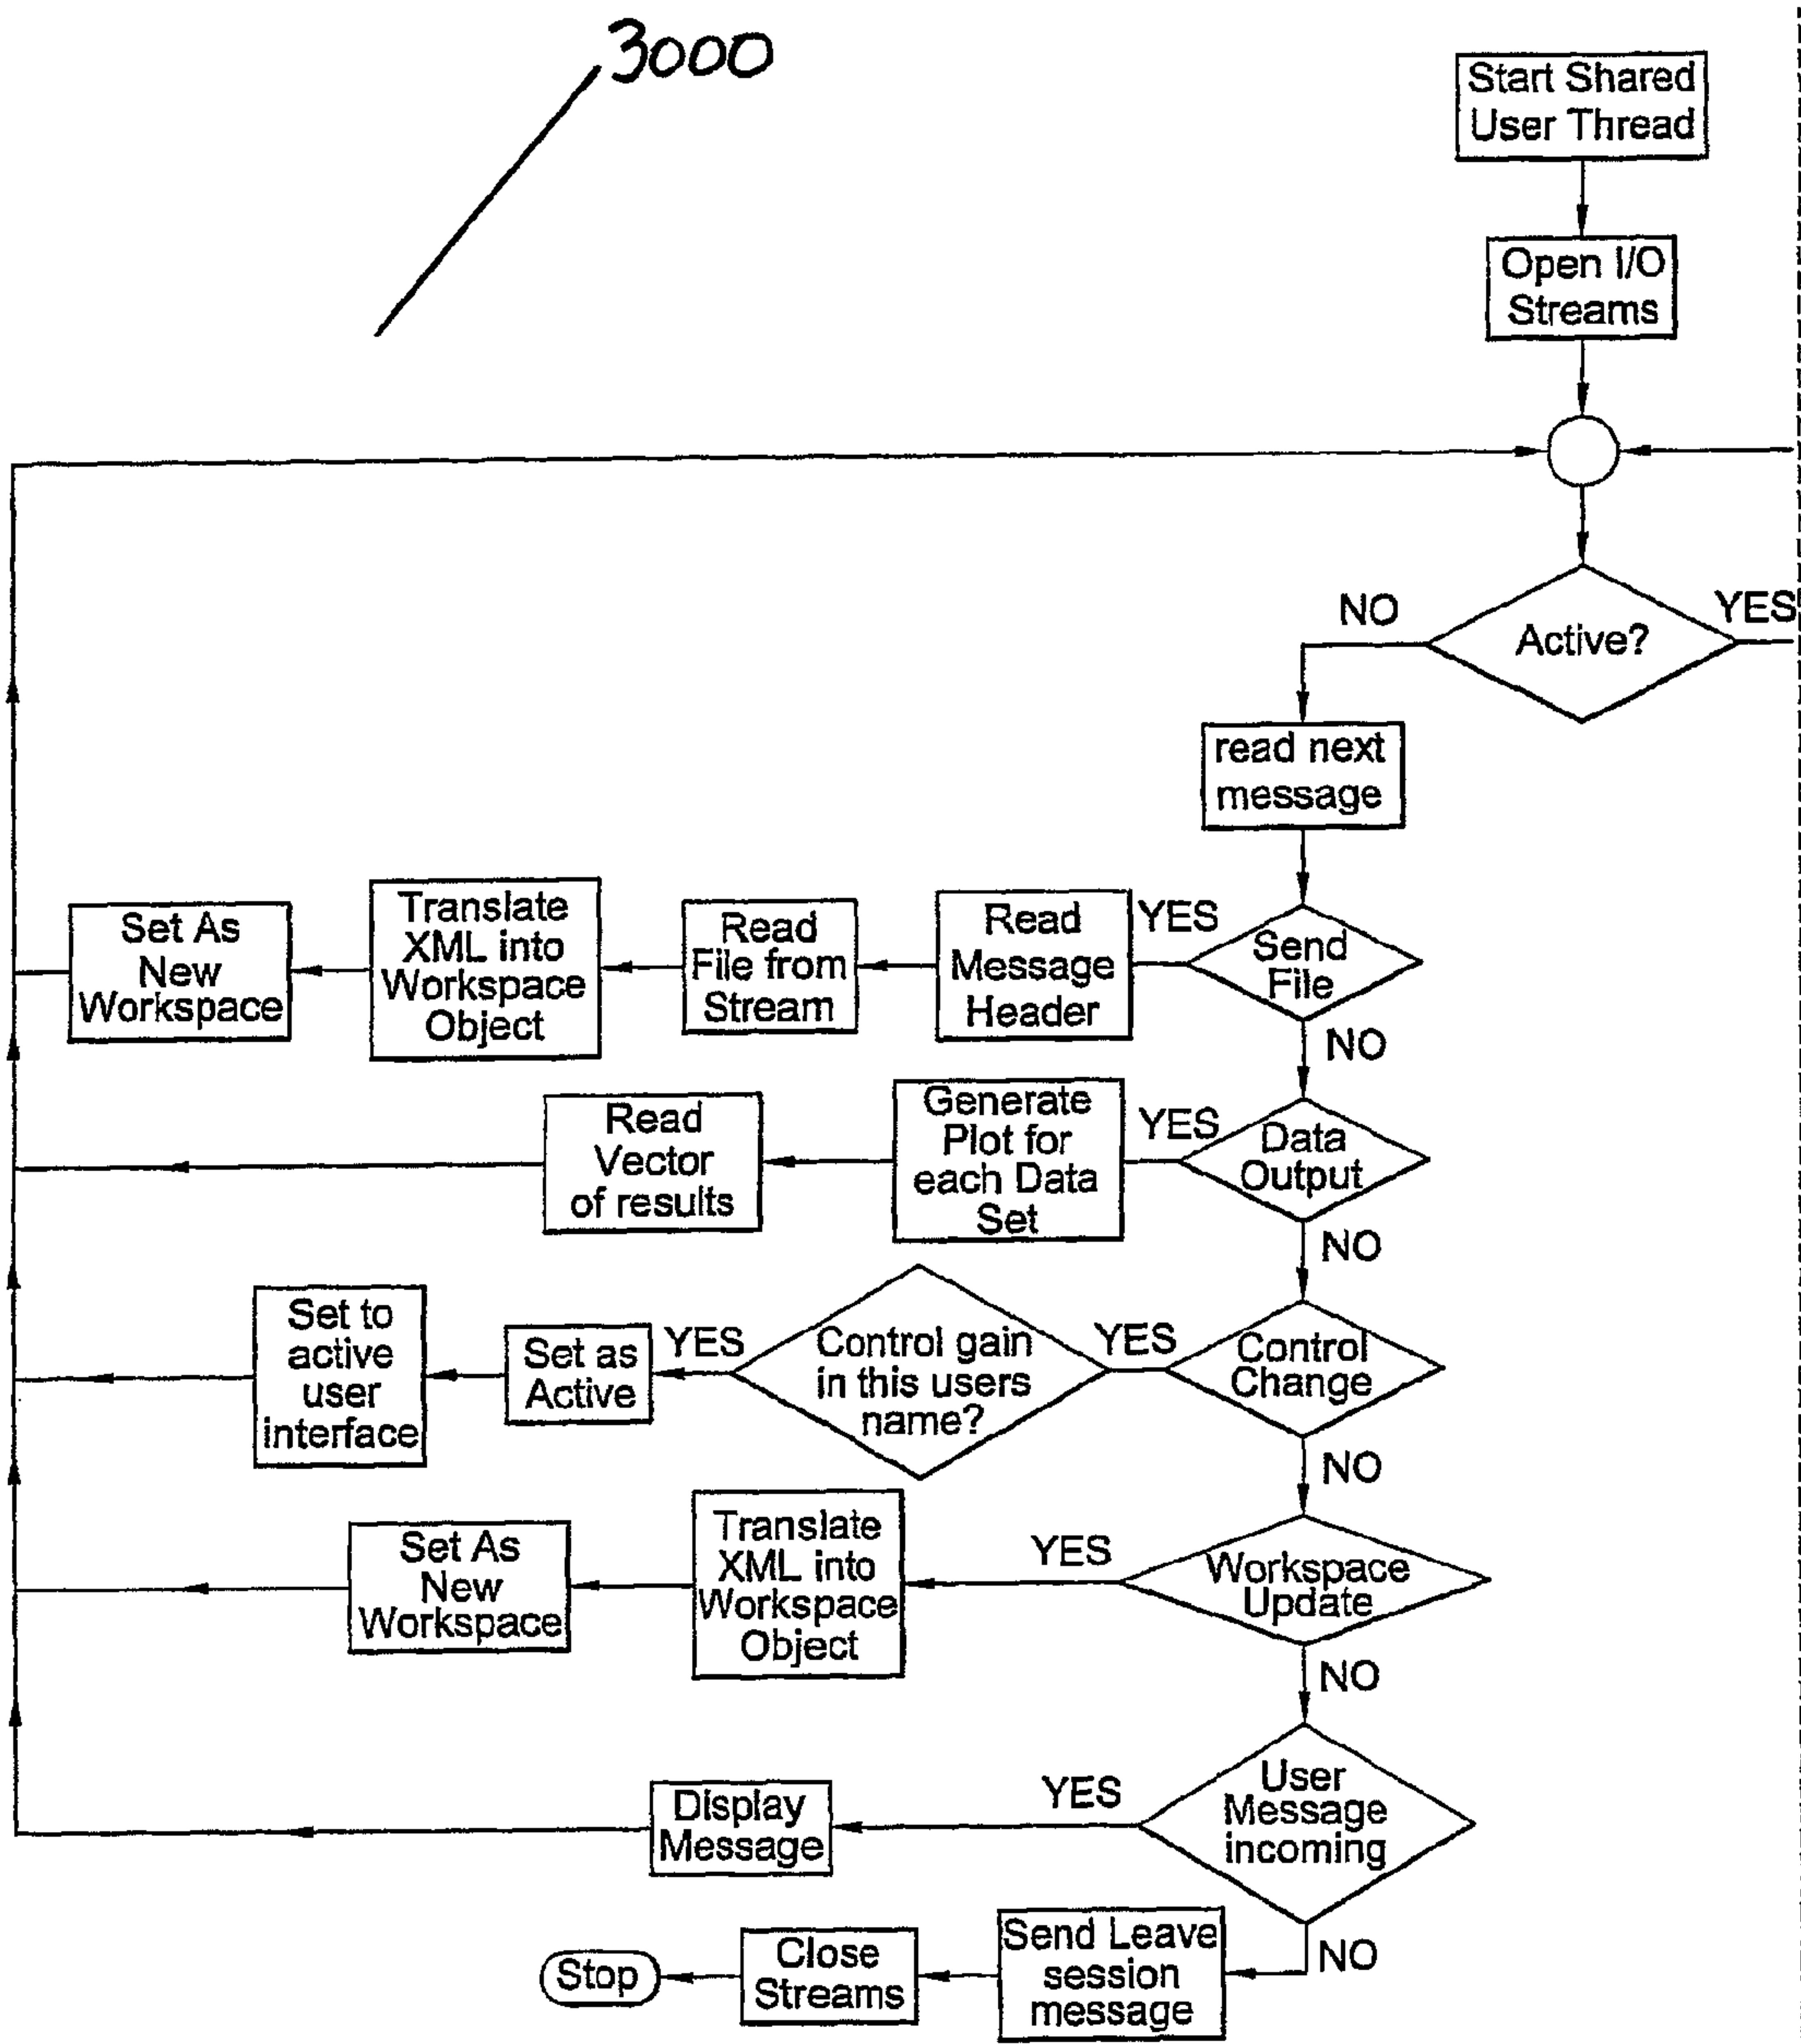 3000
Start Shared
User Thread
Open I/O
Streams
Active?
NO
YES
read next
message
Send
File
YES
Read
Message
Header
Read
File from
Stream
Translate
XML into
Workspace
Object
Set As
New
Workspace
NO
Data
Output
YES
Generate
Plot for
each Data
Set
Read
Vector
of results
NO
Control
Change
YES
Control gain
in this users
name?
YES
Set as
Active
Set to
active
user
interface
NO
Workspace
Update
YES
Translate
XML into
Workspace
Object
Set As
New
Workspace
NO
User
Message
incoming
YES
Display
Message
NO
Send Leave
session
message
Close
Streams
Stop